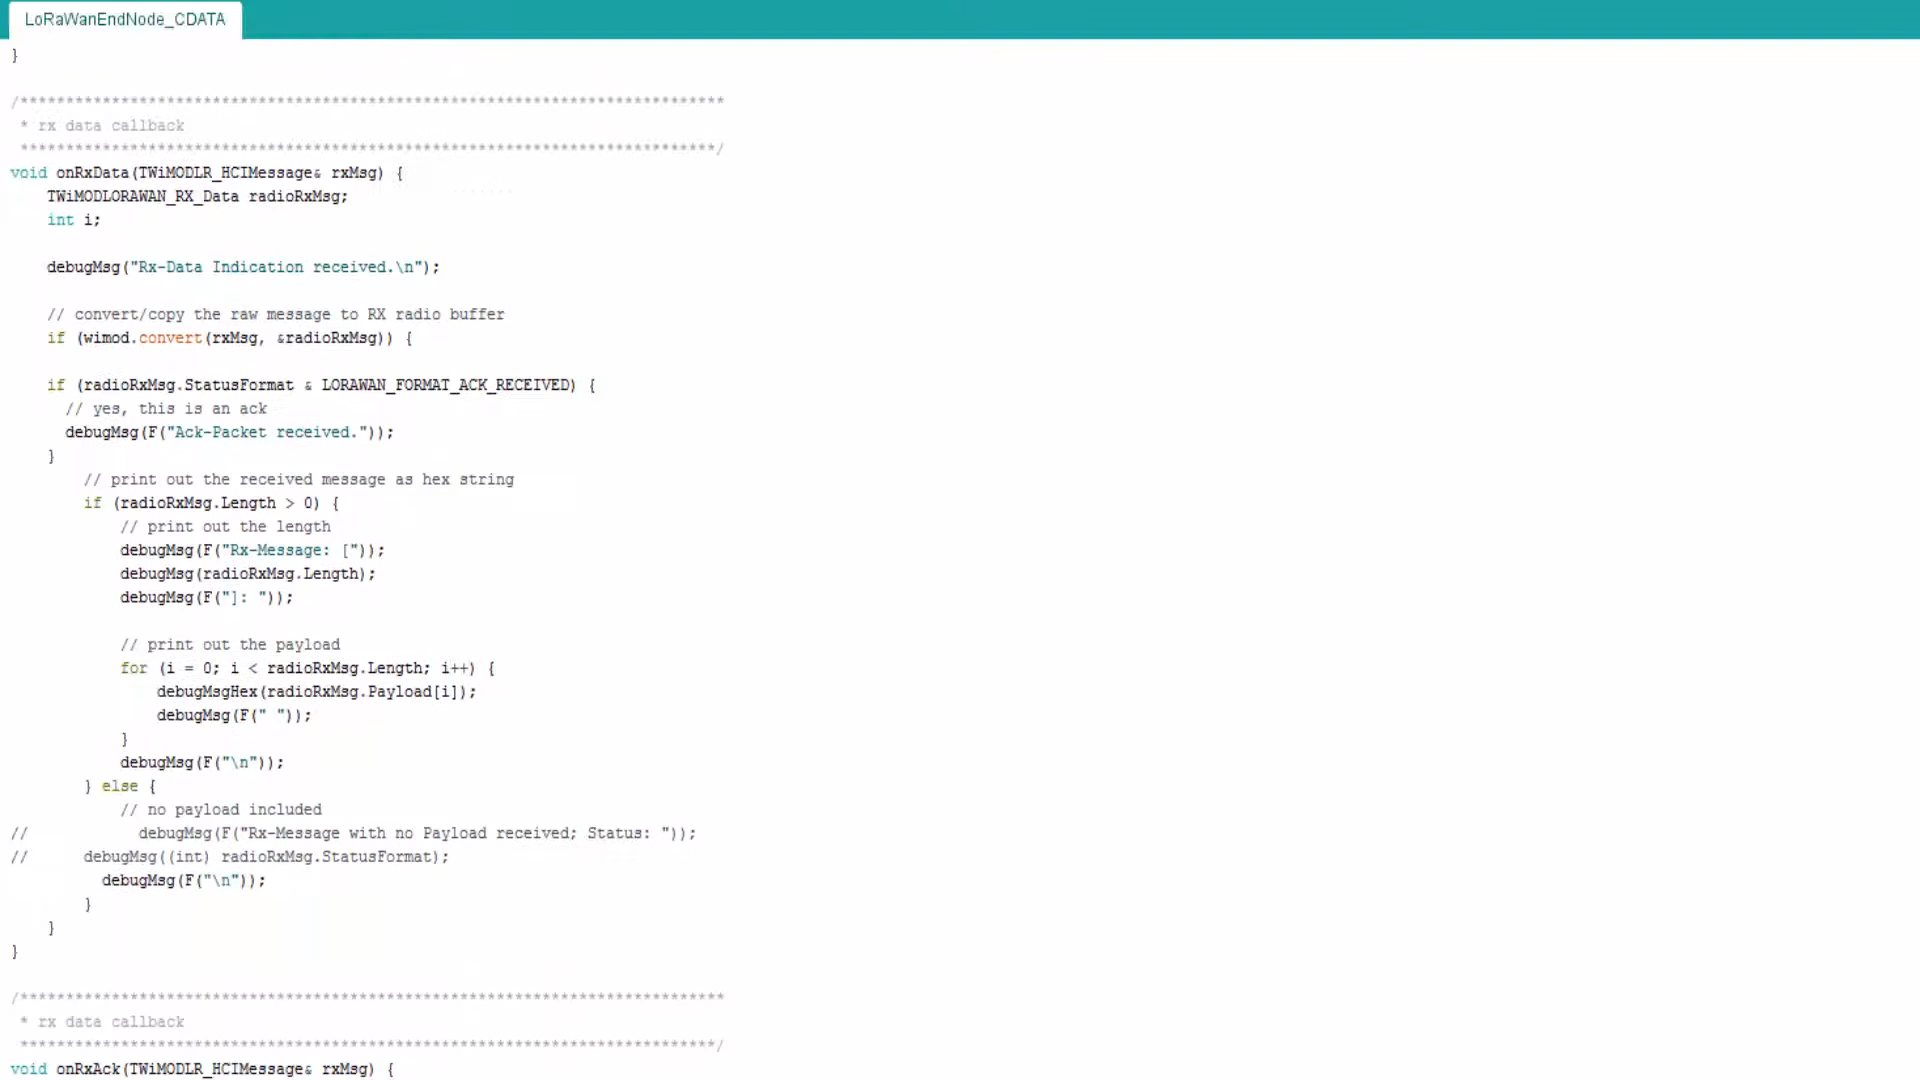 LoRaWanEndNode_CDATA
}
/*****************************************************************************
* rx data callback
****************************************************************************/
void onRxData(TWiMODLR_HCIMessage& rxMsg) {
TWiMODLORAWAN_RX_Data radioRxMsg;
int i;
debugMsg("Rx-Data Indication received.\n");
// convert/copy the raw message to RX radio buffer
if (wimod.convert(rxMsg, &radioRxMsg)) {
if (radioRxMsg.StatusFormat & LORAWAN_FORMAT_ACK_RECEIVED) {
// yes, this is an ack
debugMsg(F("Ack-Packet received."));
}
// print out the received message as hex string
if (radioRxMsg.Length > 0) {
// print out the length
debugMsg(F("Rx-Message: ["));
debugMsg(radioRxMsg.Length);
debugMsg(F("]: "));
// print out the payload
for (i = 0; i < radioRxMsg.Length; i++) {
debugMsgHex(radioRxMsg.Payload[i]);
debugMsg(F(" "));
}
debugMsg(F("\n"));
} else {
// no payload included
// debugMsg(F("Rx-Message with no Payload received; Status: "));
// debugMsg((int) radioRxMsg.StatusFormat);
debugMsg(F("\n"));
}
}
}
/*****************************************************************************
* rx data callback
****************************************************************************/
void onRxAck(TWiMODLR_HCIMessage& rxMsg) {